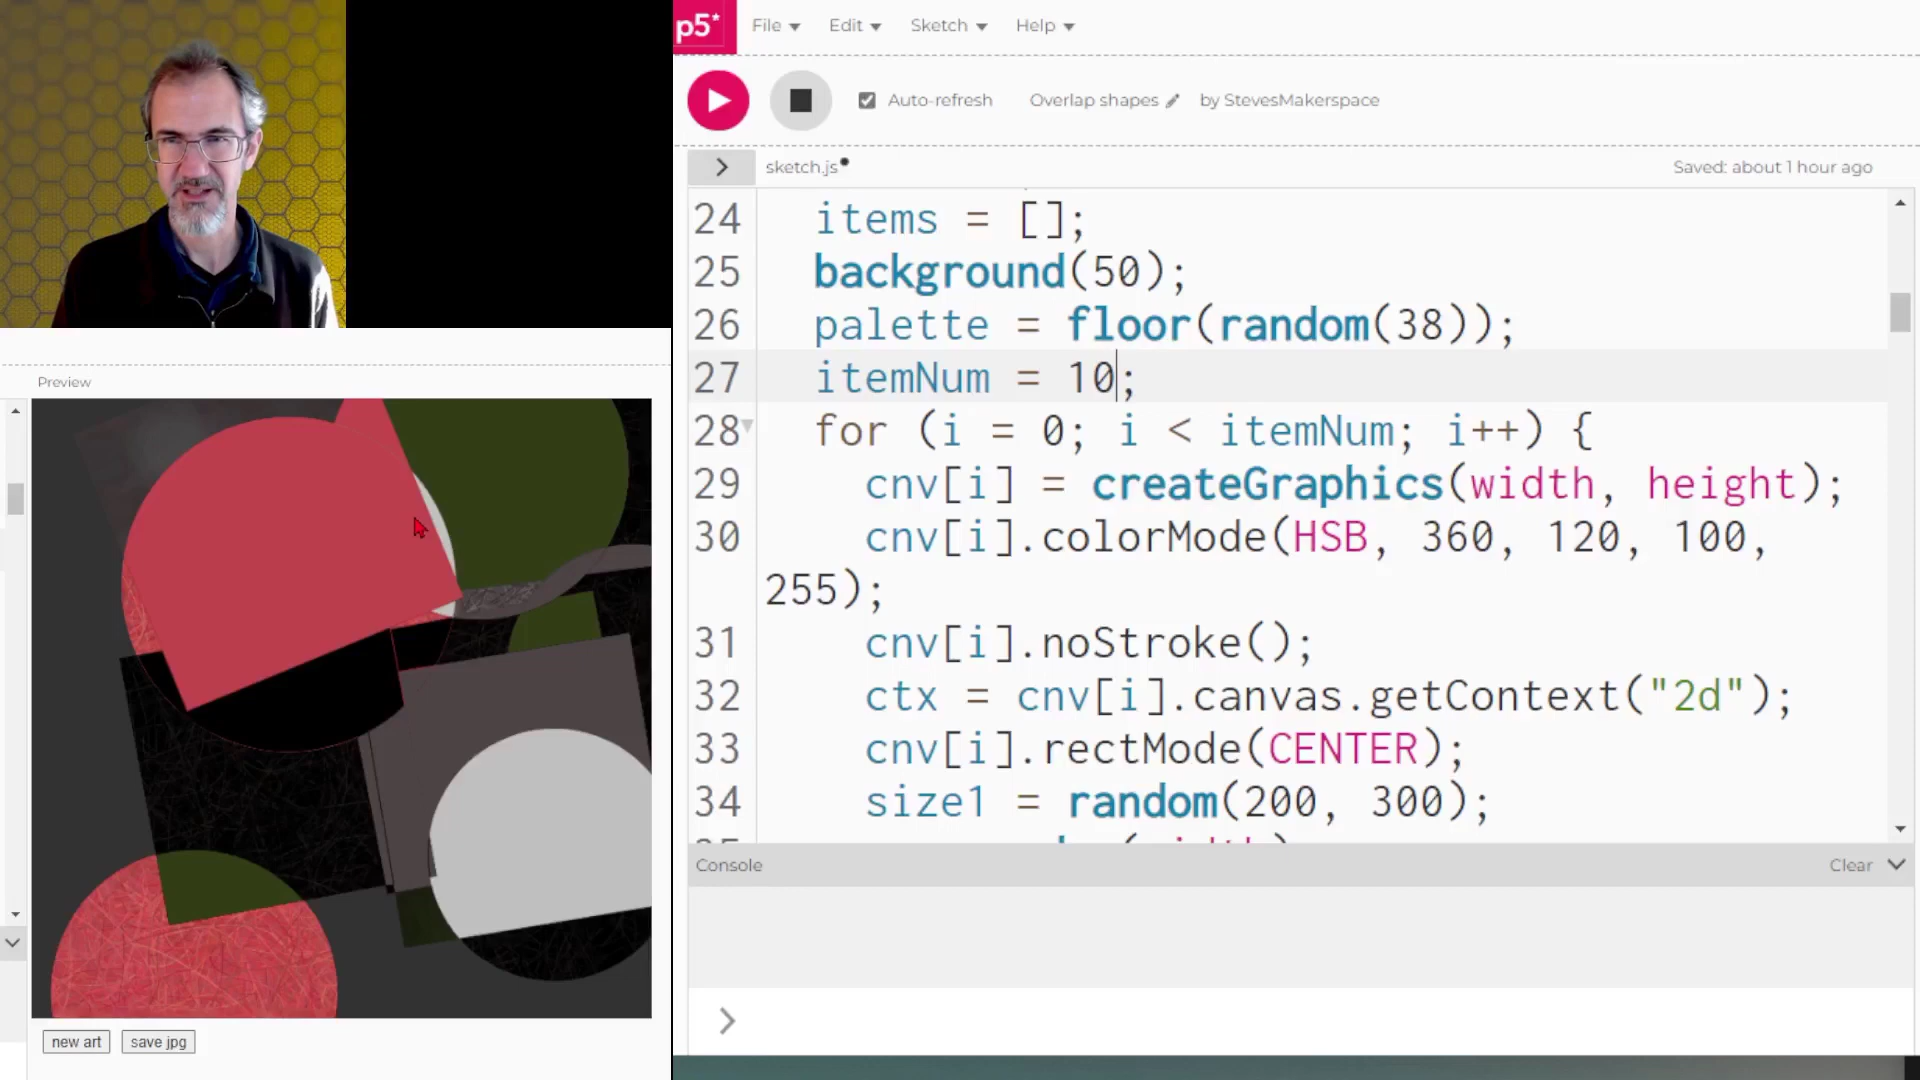 p5*
File
Edit
Sketch
Help
Auto-refresh
Overlap shapes
by StevesMakerspace
sketch.js
Saved: about 1 hour ago
24 items = [];
25 background(50);
26 palette = floor(random(38));
27 itemNum = 10;
28 for (i = 0; i < itemNum; i++) {
29 cnv[i] = createGraphics(width, height);
30 cnv[i].colorMode(HSB, 360, 120, 100,
255);
31 cnv[i].noStroke();
32 ctx = cnv[i].canvas.getContext("2d");
33 cnv[i].rectMode(CENTER);
34 size1 = random(200, 300);
Console
Clear
Preview
new art
save jpg